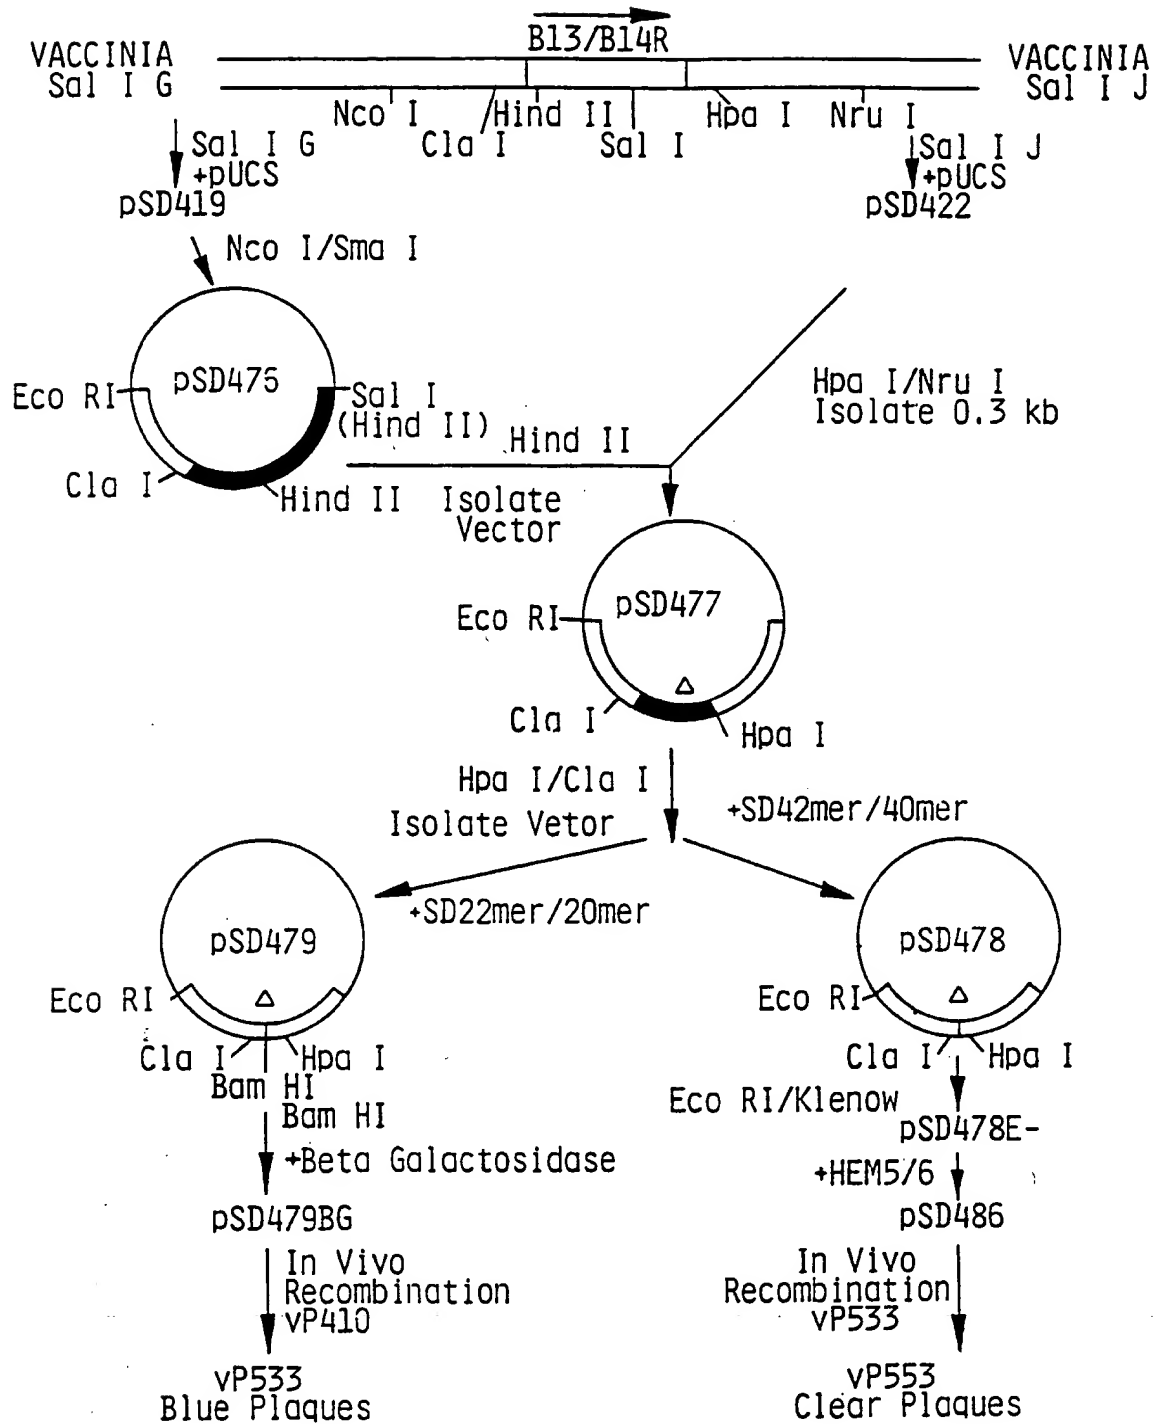 B13/B14R
VACCINIA
Sal I G
VACCINIA
Sal I J
Nco I
Cla I
Hind II
Sal I
Hpa I
Nru I
Sal I G
+pUCS
pSD419
Sal I J
+pUCS
pSD422
Nco I/Sma I
pSD475
Eco RI
Sal I
(Hind II)
Cla I
Hind II
Hind II
Isolate
Vector
Hpa I/Nru I
Isolate 0.3 kb
pSD477
Eco RI
Δ
Cla I
Hpa I
Hpa I/Cla I
Isolate Vetor
+SD42mer/40mer
+SD22mer/20mer
pSD479
Eco RI
Δ
Cla I
Hpa I
Bam HI
Bam HI
+Beta Galactosidase
pSD479BG
In Vivo
Recombination
vP410
vP533
Blue Plaques
pSD478
Eco RI
Δ
Cla I
Hpa I
Eco RI/Klenow
pSD478E-
+HEM5/6
pSD486
In Vivo
Recombination
vP533
vP553
Clear Plaques